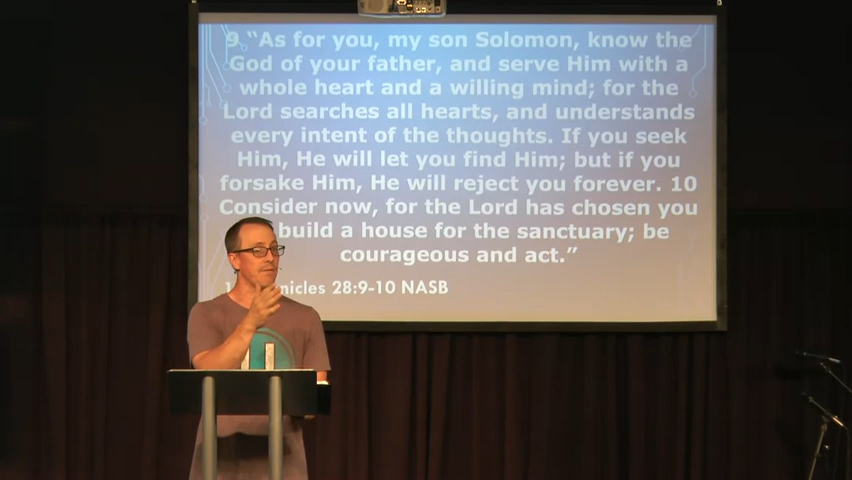 9 “As for you, my son Solomon, know the
God of your father, and serve Him with a
whole heart and a willing mind; for the
Lord searches all hearts, and understands
every intent of the thoughts. If you seek
Him, He will let you find Him; but if you
forsake Him, He will reject you forever. 10
Consider now, for the Lord has chosen you
build a house for the sanctuary; be
courageous and act.”
1 nicles 28:9-10 NASB